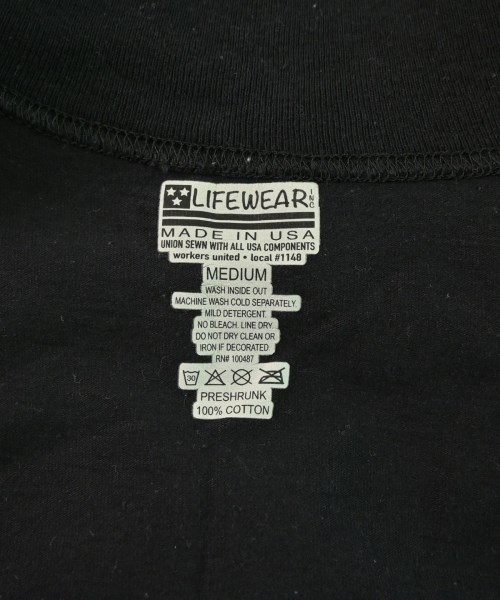 LIFEWEAR INC
MADE IN USA
UNION SEWN WITH ALL USA COMPONENTS
workers united • local #1148
MEDIUM
WASH INSIDE OUT
MACHINE WASH COLD SEPARATELY
MILD DETERGENT.
NO BLEACH. LINE DRY.
DO NOT DRY CLEAN OR
IRON IF DECORATED
RN# 100487
30
PRESHRUNK
100% COTTON